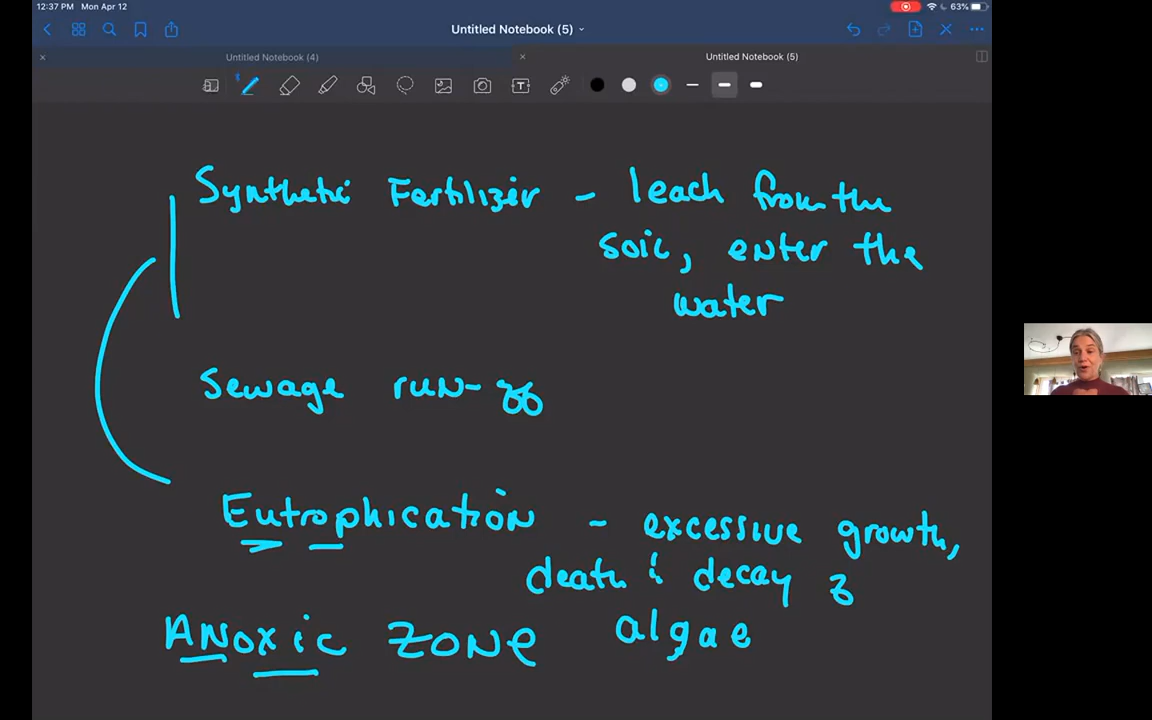 12:37 PM Mon Apr 12
63%
Untitled Notebook (5)
Untitled Notebook (4)
Untitled Notebook (5)
T
Synthetic Fertilizer - leach from the
soil, enter the
water
Sewage run-off
Eutrophication - excessive growth,
death & decay of
algae
ANoxic ZONe